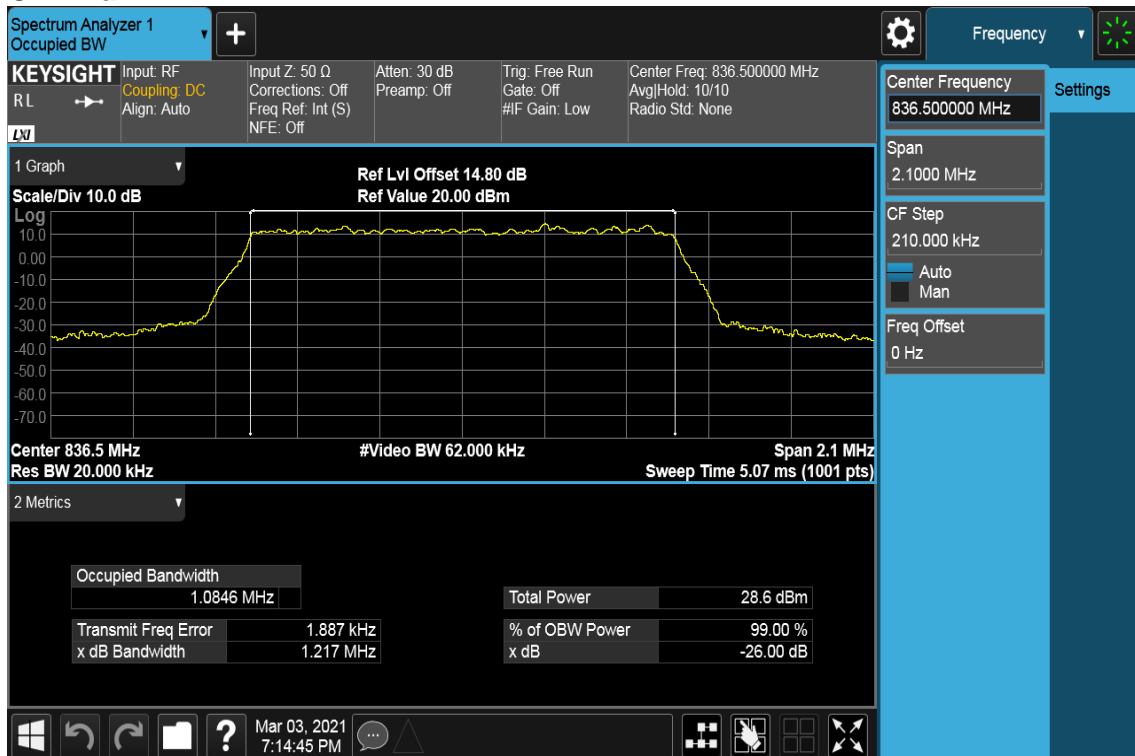 Spectrum Analyzer 1
Occupied BW
+
Frequency
KEYSIGHT
RL
LXI
Input: RF
Coupling: DC
Align: Auto
Input Z: 50 Ω
Corrections: Off
Freq Ref: Int (S)
NFE: Off
Atten: 30 dB
Preamp: Off
Trig: Free Run
Gate: Off
#IF Gain: Low
Center Freq: 836.500000 MHz
Avg|Hold: 10/10
Radio Std: None
Center Frequency
836.500000 MHz
Settings
Span
2.1000 MHz
CF Step
210.000 kHz
Auto
Man
Freq Offset
0 Hz
1 Graph
Scale/Div 10.0 dB
Ref Lvl Offset 14.80 dB
Ref Value 20.00 dBm
Log
10.0
0.00
-10.0
-20.0
-30.0
-40.0
-50.0
-60.0
-70.0
Center 836.5 MHz
#Video BW 62.000 kHz
Span 2.1 MHz
Res BW 20.000 kHz
Sweep Time 5.07 ms (1001 pts)
2 Metrics
Occupied Bandwidth
1.0846 MHz
Total Power 28.6 dBm
Transmit Freq Error 1.887 kHz
% of OBW Power 99.00 %
x dB Bandwidth 1.217 MHz
x dB -26.00 dB
?
Mar 03, 2021
7:14:45 PM